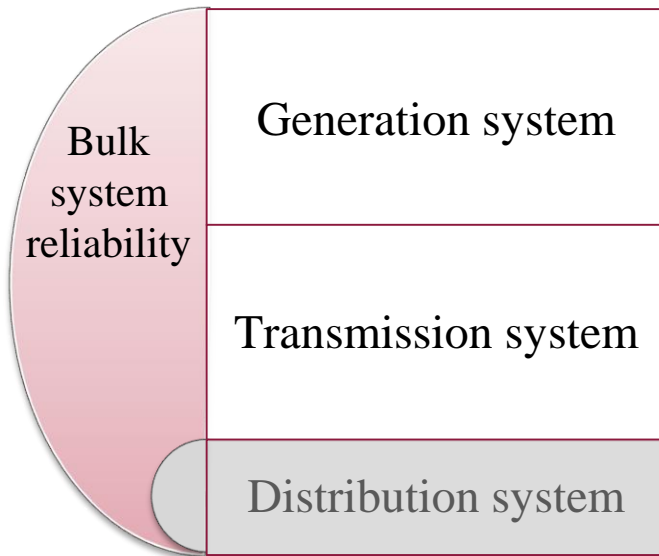 Bulk
system
reliability
Generation system
Transmission system
Distribution system